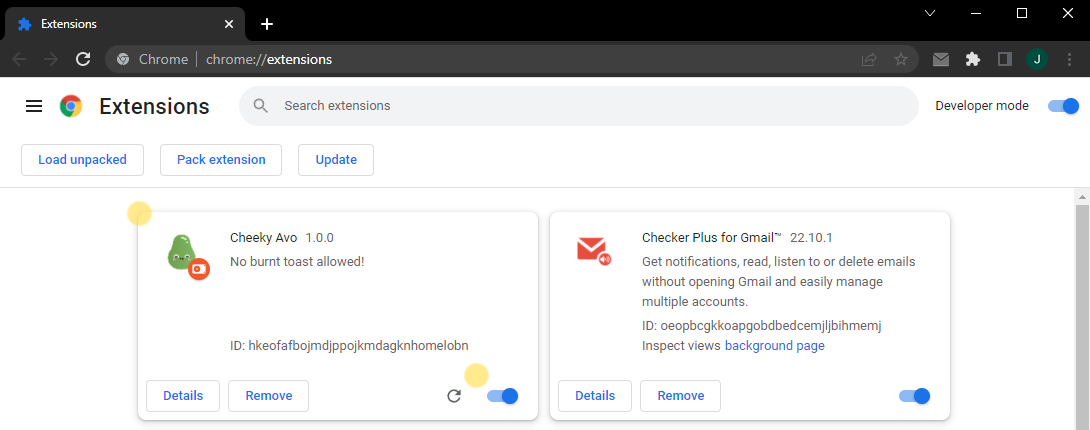 Extensions
Chrome | chrome://extensions
J
Extensions
Search extensions
Developer mode
Load unpacked
Pack extension
Update
Cheeky Avo 1.0.0
No burnt toast allowed!
ID: hkeofafbojmdjppojkmdagknhomelobn
Details
Remove
Checker Plus for Gmail™ 22.10.1
Get notifications, read, listen to or delete emails
without opening Gmail and easily manage
multiple accounts.
ID: oeopbcgkkoapgobdbedcemjljbihmemj
Inspect views background page
Details
Remove